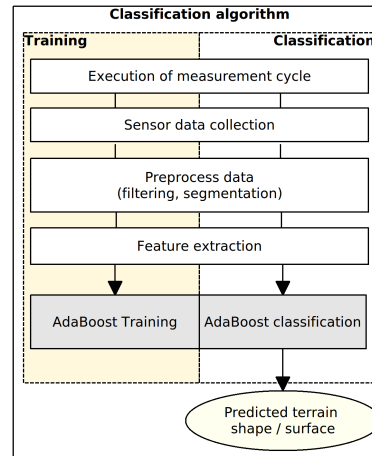 Classification algorithm
Training
Classification
Execution of measurement cycle
Sensor data collection
Preprocess data
(filtering, segmentation)
Feature extraction
AdaBoost Training
AdaBoost classification
Predicted terrain
shape / surface